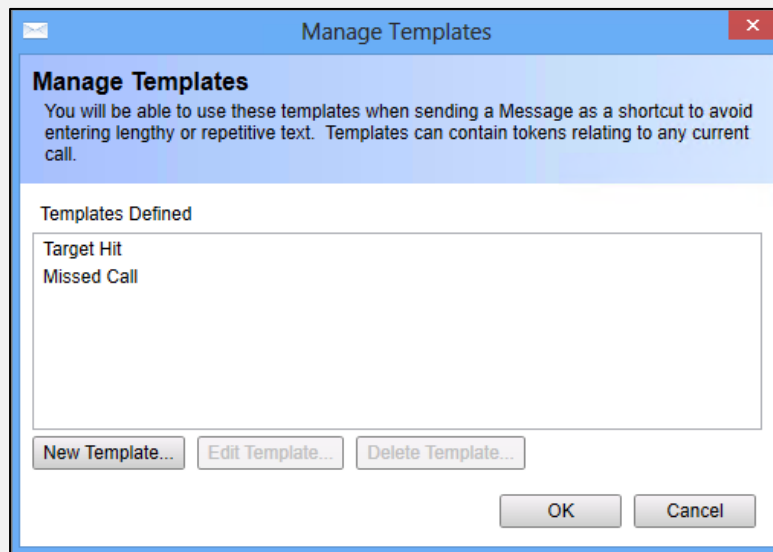 Manage Templates
Manage Templates
You will be able to use these templates when sending a Message as a shortcut to avoid
entering lengthy or repetitive text. Templates can contain tokens relating to any current
call.
Templates Defined
Target Hit
Missed Call
New Template... Edit Template... Delete Template...
OK Cancel